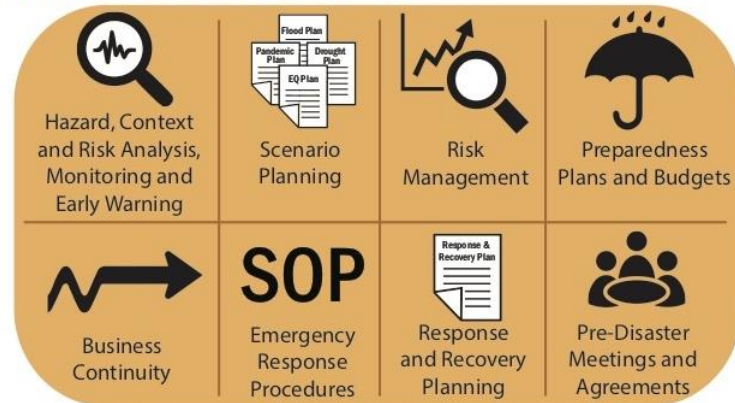 Flood Plan
Pandemic
Plan
Drought
Plan
EQ Plan
Hazard, Context
and Risk Analysis,
Monitoring and
Early Warning
Scenario
Planning
Risk
Management
Preparedness
Plans and Budgets
Business
Continuity
SOP
Emergency
Response
Procedures
Response &
Recovery Plan
Response
and Recovery
Planning
Pre-Disaster
Meetings and
Agreements